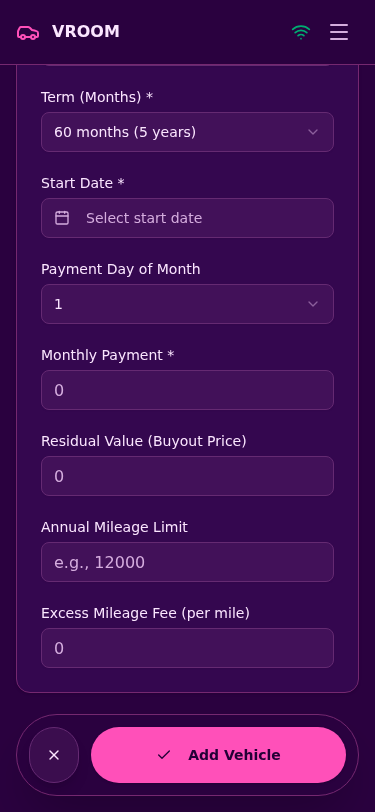 VROOM
Term (Months) *
60 months (5 years)
Start Date *
Select start date
Payment Day of Month
1
Monthly Payment *
0
Residual Value (Buyout Price)
0
Annual Mileage Limit
e.g., 12000
Excess Mileage Fee (per mile)
0
Add Vehicle